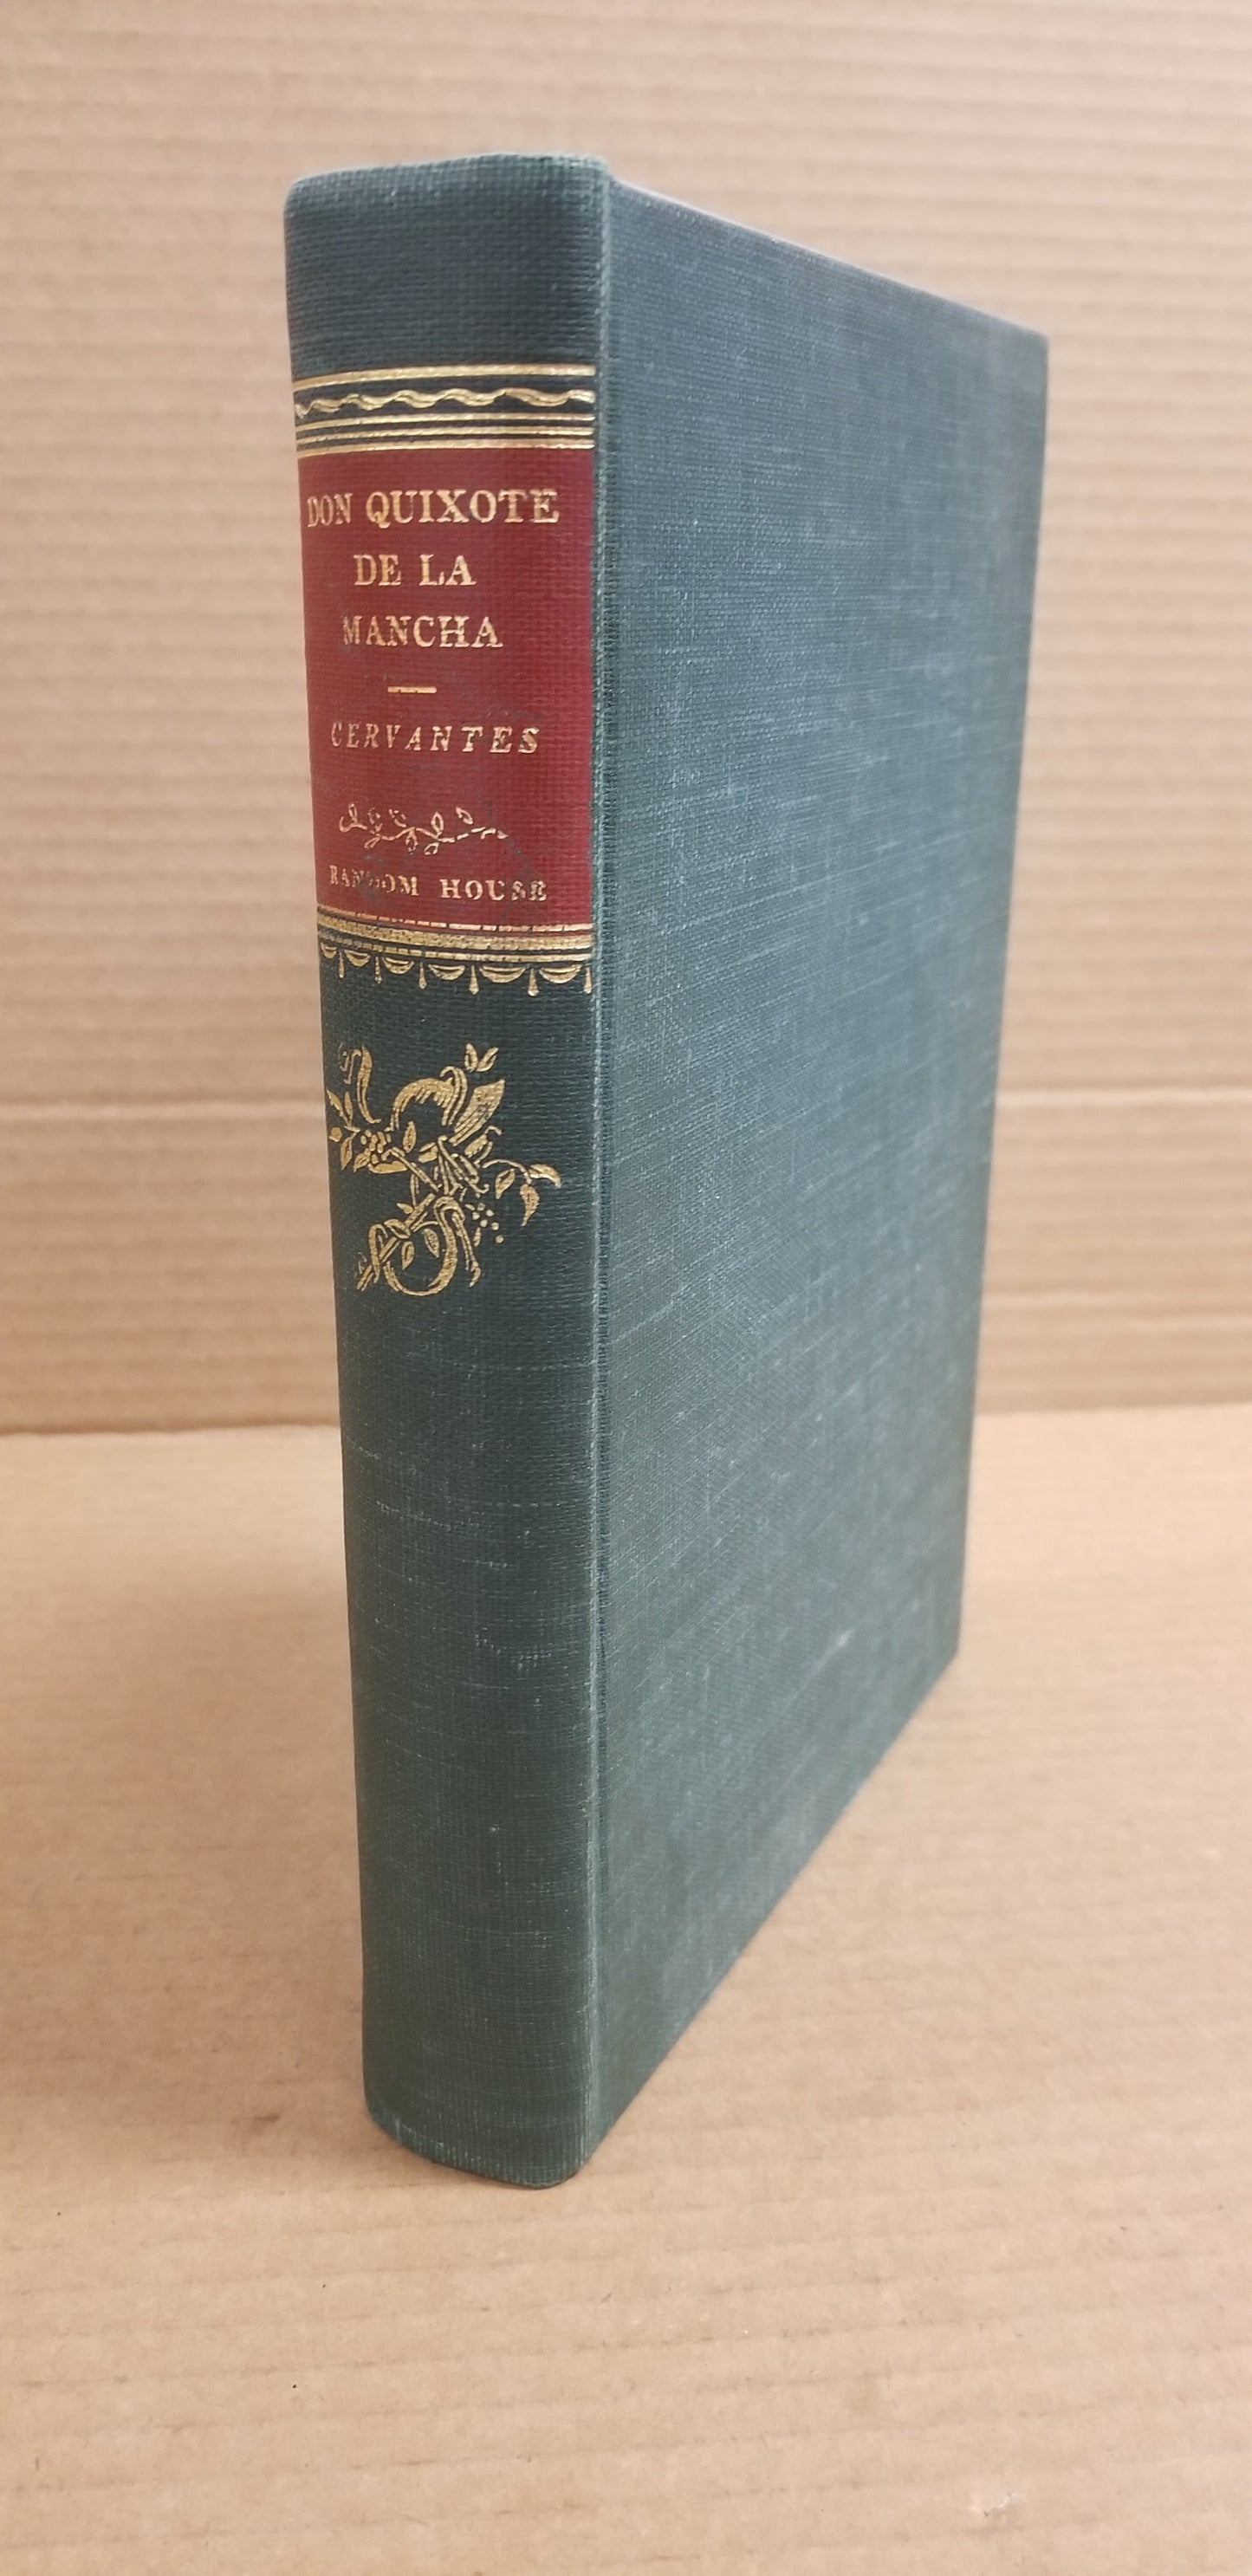 DON QUIXOTE
DE LA
MANCHA
CERVANTES
RANDOM HOUSE